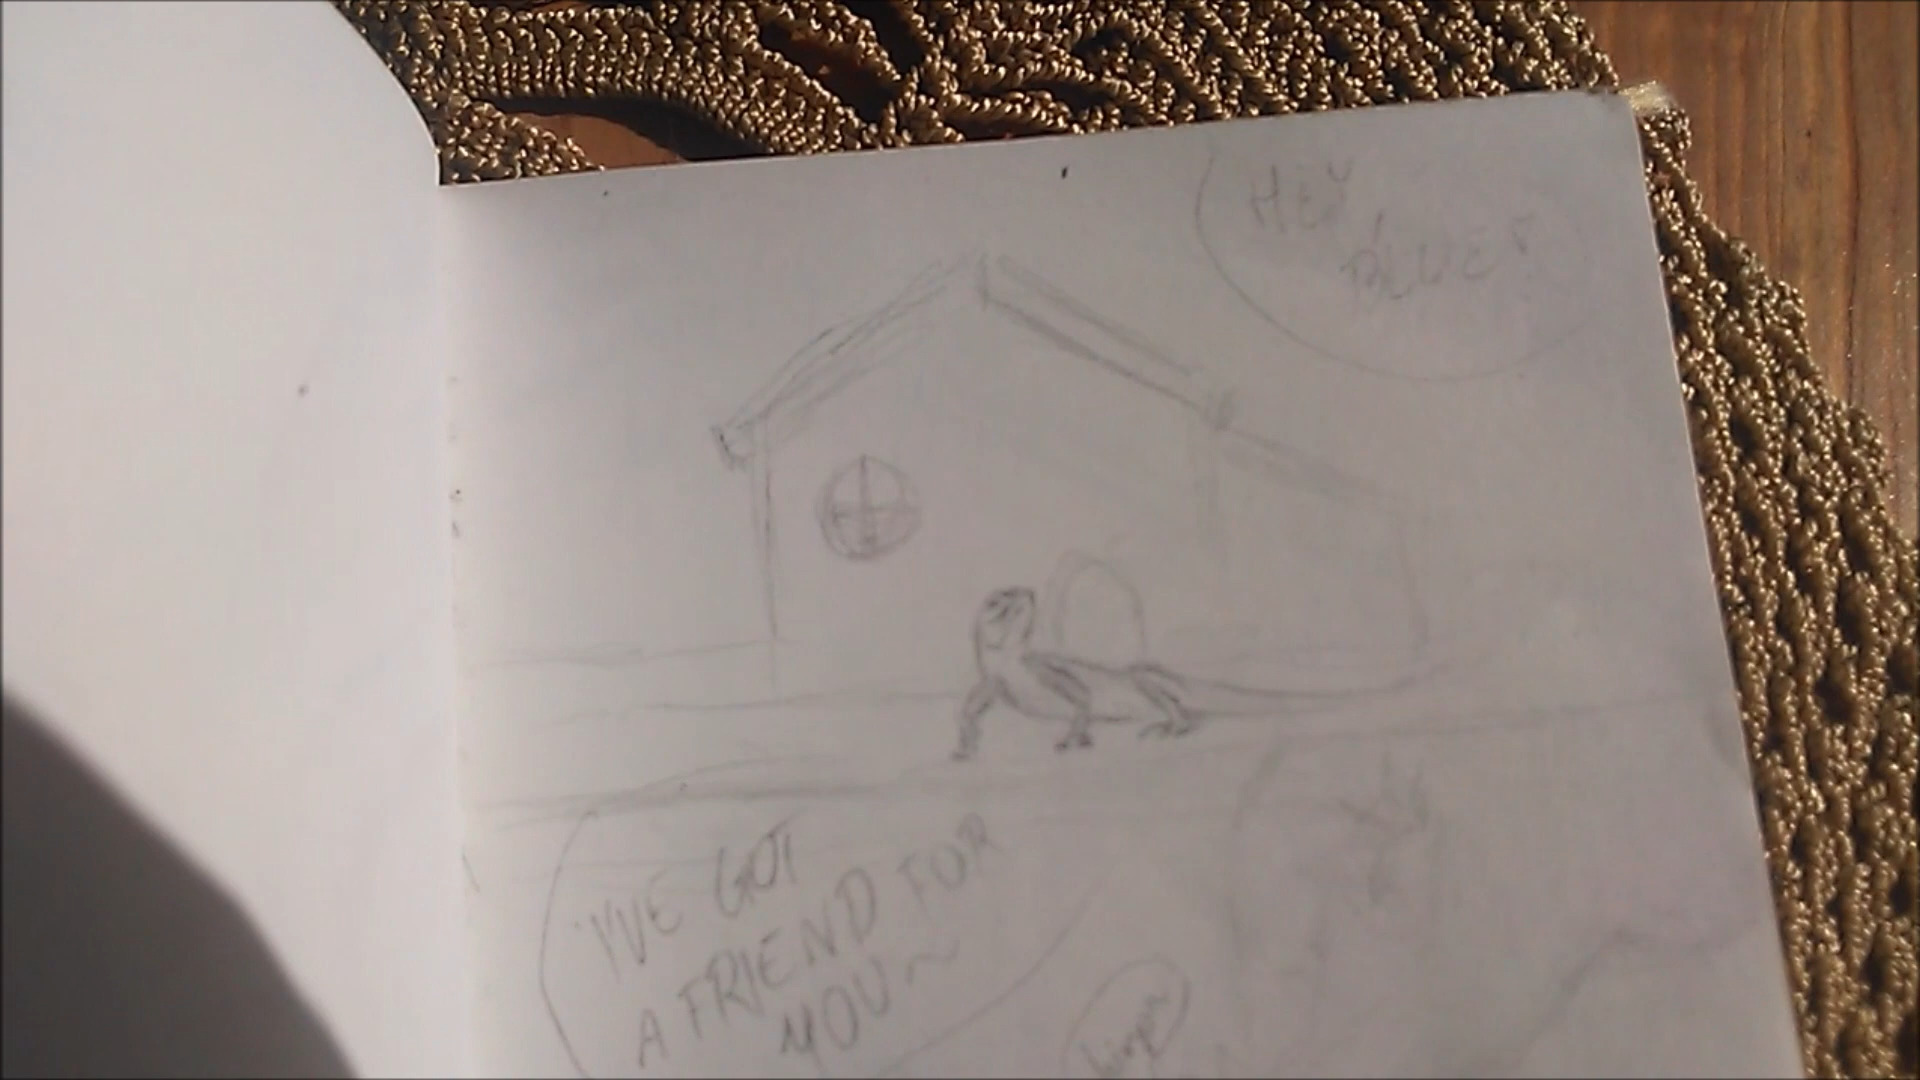 HEY,
BLUE?
I'VE GOT
A FRIEND FOR
YOU~